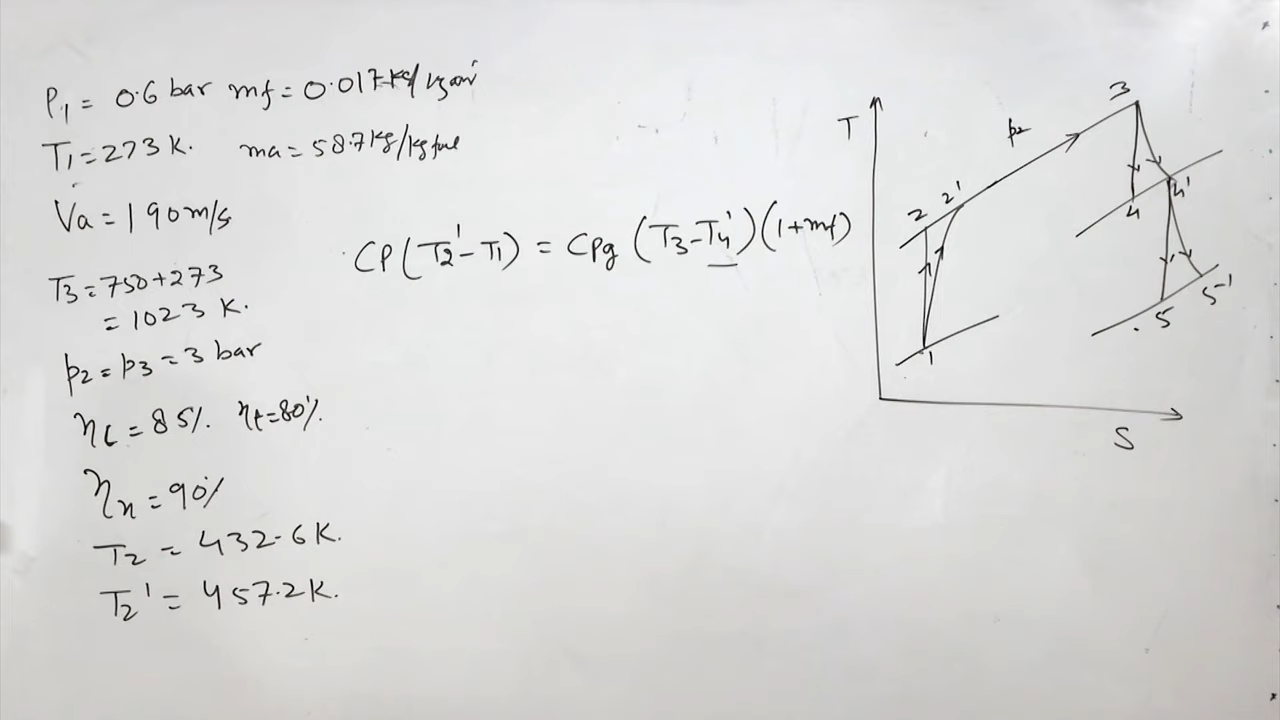 P1 = 0.6 bar mf = 0.017 kg/kg air
T1 = 273 K. ma = 58.7 kg/kg fuel
Va = 190 m/s
T3 = 750+273
= 1023 K.
p2 = p3 = 3 bar
ηc = 85%. ηt = 80%.
ηn = 90%
T2 = 432.6 K.
T2' = 457.2 K.
CP(T2'-T1) = CPg (T3-T4')(1+mf)
T
p2
3
2 2'
4 4'
1
5 5-1
S